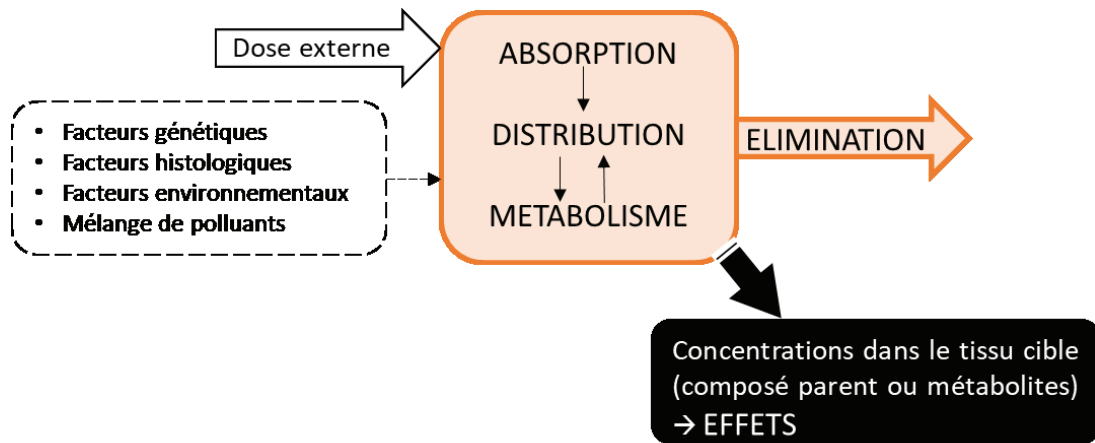 Dose externe
ABSORPTION
• Facteurs génétiques
• Facteurs histologiques
• Facteurs environnementaux
• Mélange de polluants
DISTRIBUTION
ELIMINATION
METABOLISME
Concentrations dans le tissu cible
(composé parent ou métabolites)
→ EFFETS